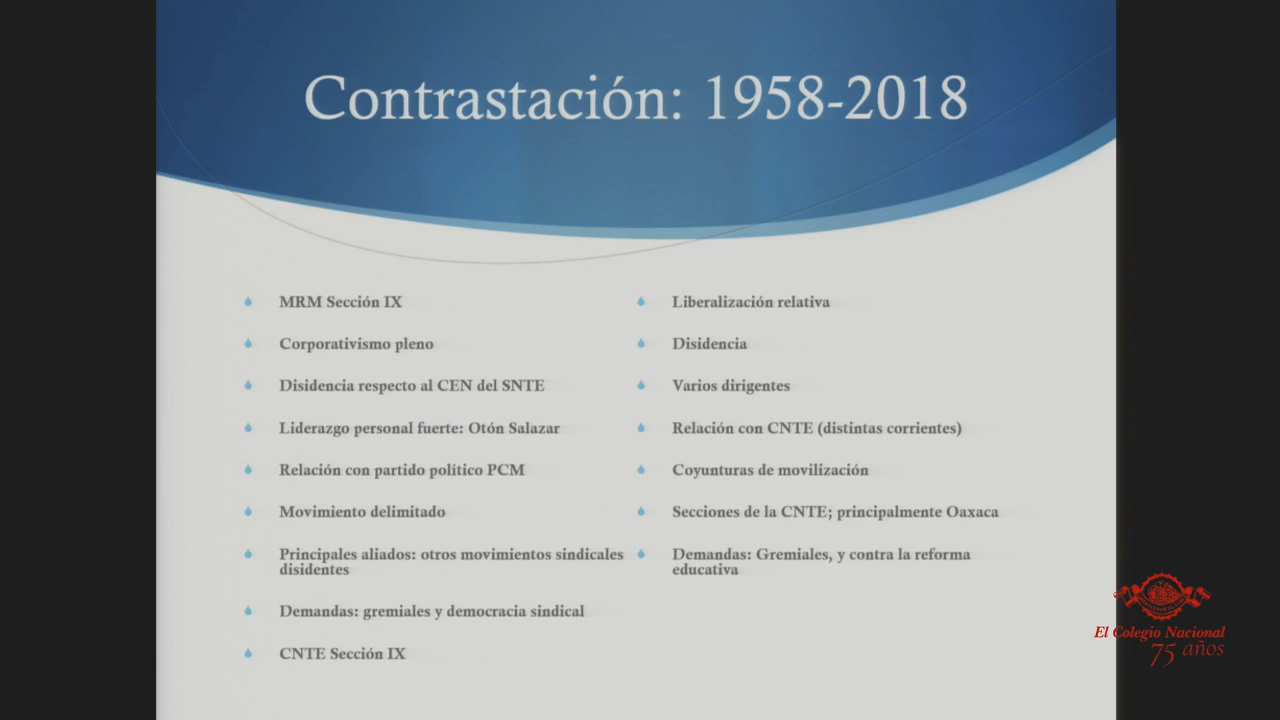 Contrastación: 1958-2018
MRM Sección IX
Corporativismo pleno
Disidencia respecto al CEN del SNTE
Liderazgo personal fuerte: Otón Salazar
Relación con partido político PCM
Movimiento delimitado
Principales aliados: otros movimientos sindicales
disidentes
Demandas: gremiales y democracia sindical
CNTE Sección IX
Liberalización relativa
Disidencia
Varios dirigentes
Relación con CNTE (distintas corrientes)
Coyunturas de movilización
Secciones de la CNTE; principalmente Oaxaca
Demandas: Gremiales, y contra la reforma
educativa
El Colegio Nacional
75 años